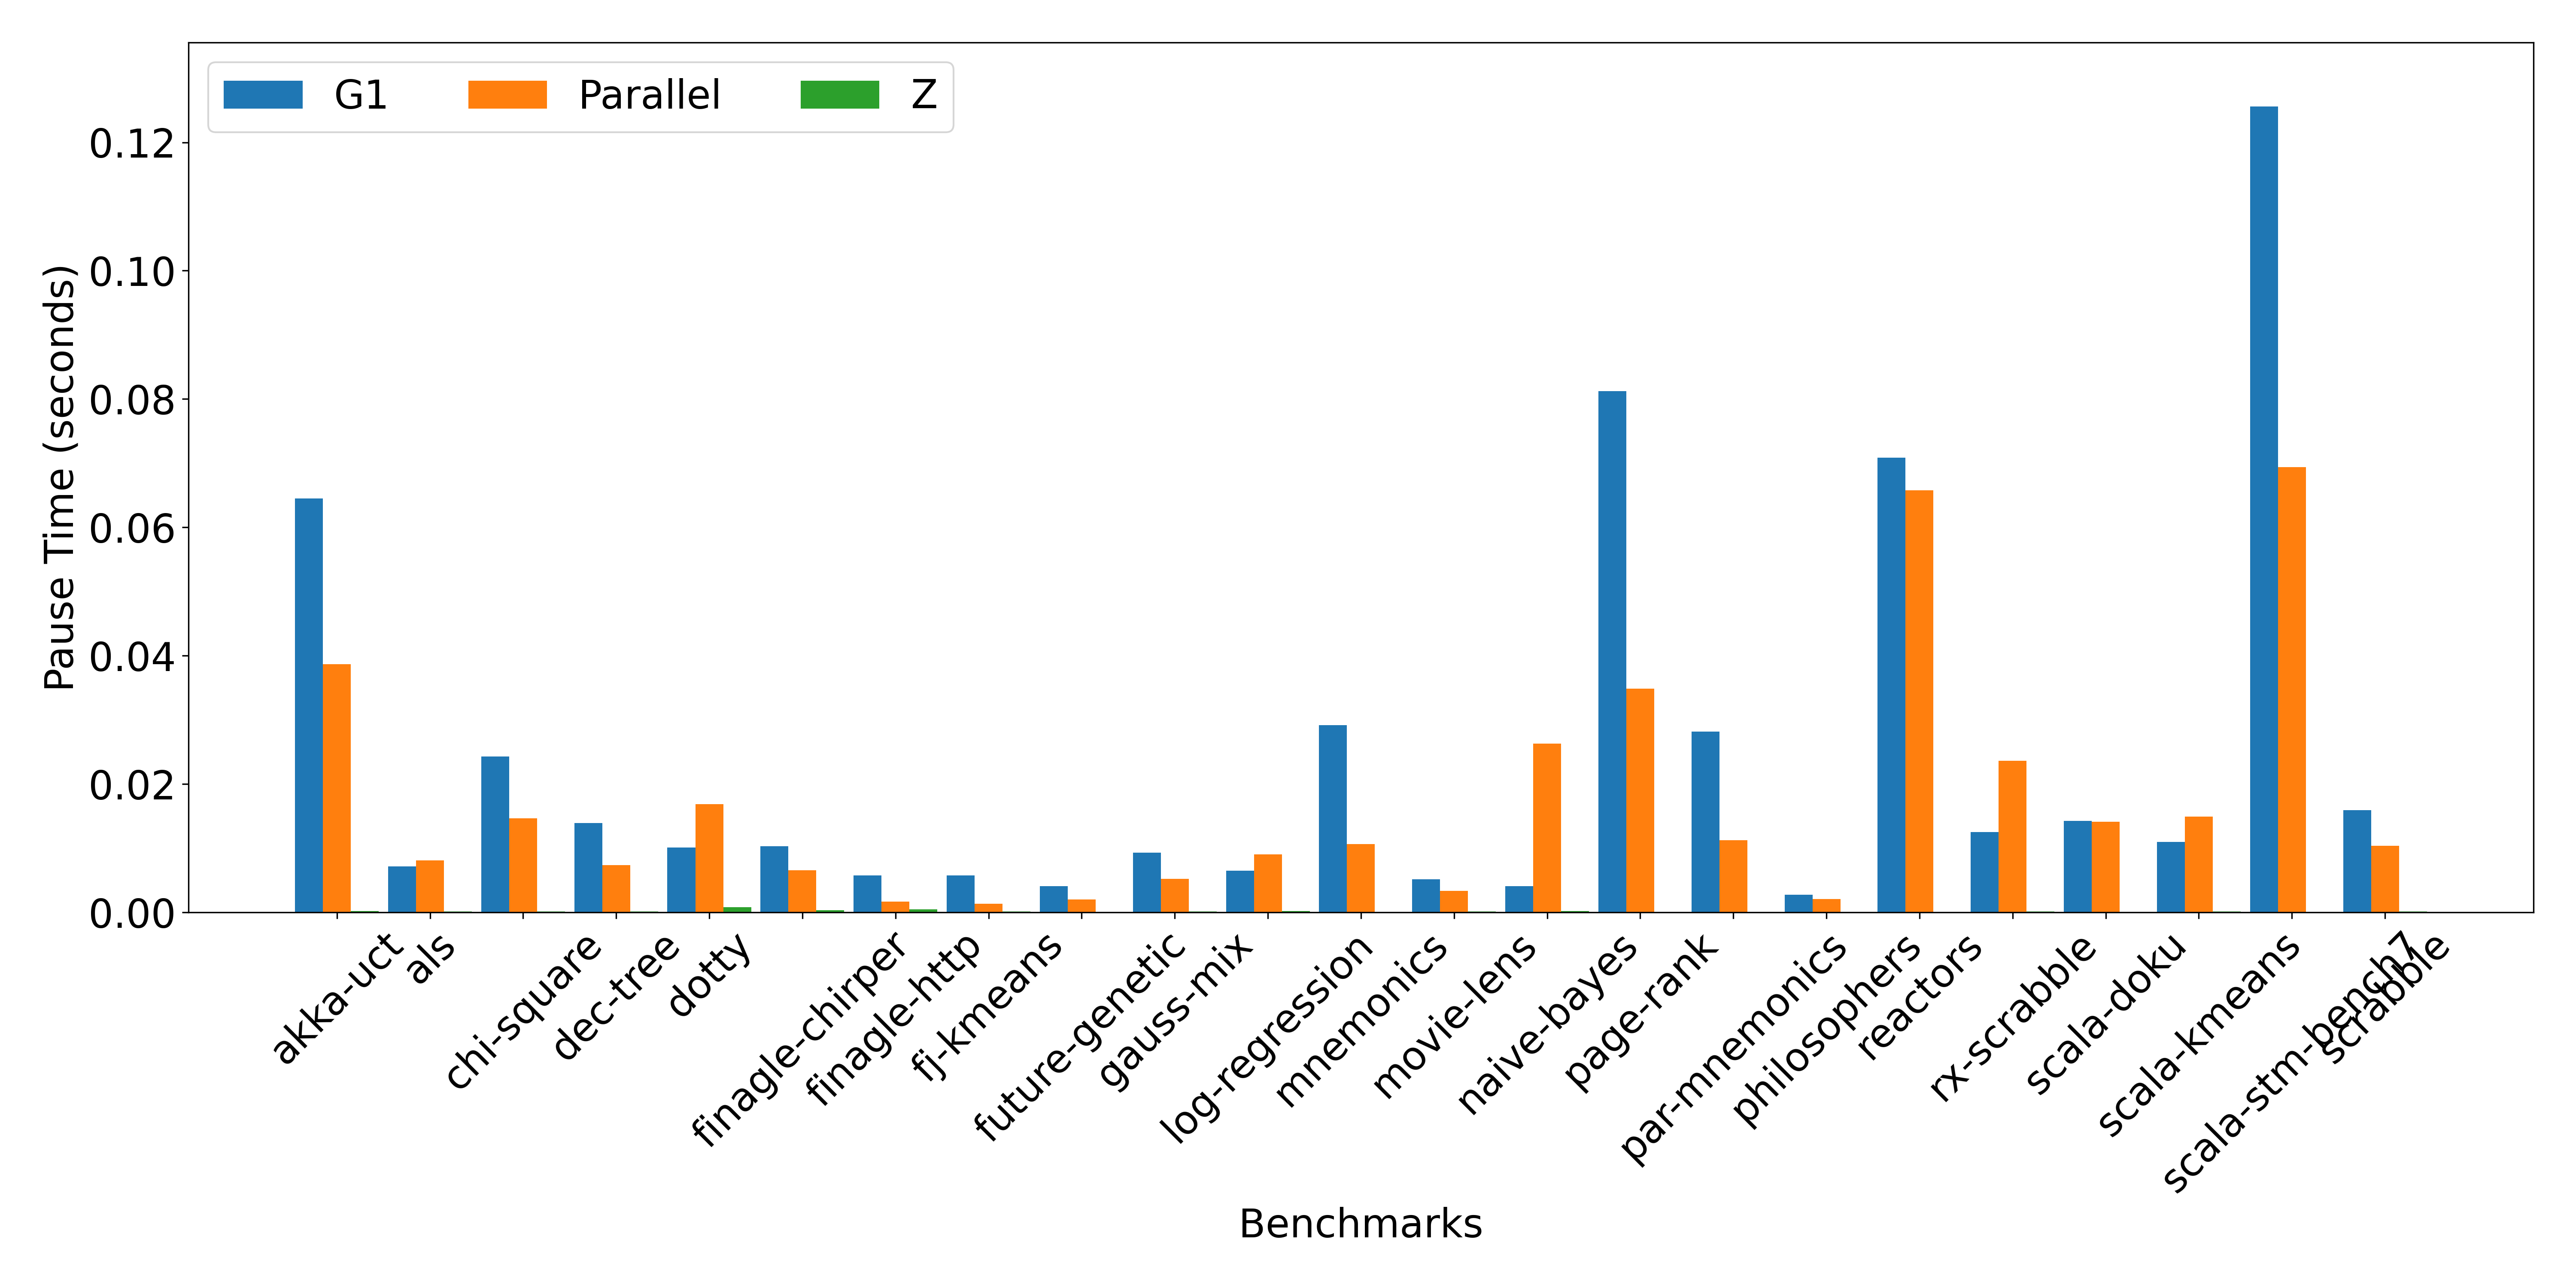 G1 Parallel Z
Pause Time (seconds)
0.12
0.10
0.08
0.06
0.04
0.02
0.00
akka-uct
als
chi-square
dec-tree
dotty
finagle-chirper
finagle-http
fj-kmeans
future-genetic
gauss-mix
log-regression
mnemonics
movie-lens
naive-bayes
page-rank
par-mnemonics
philosophers
reactors
rx-scrabble
scala-doku
scala-kmeans
scala-stm-bench7
scrabble
Benchmarks